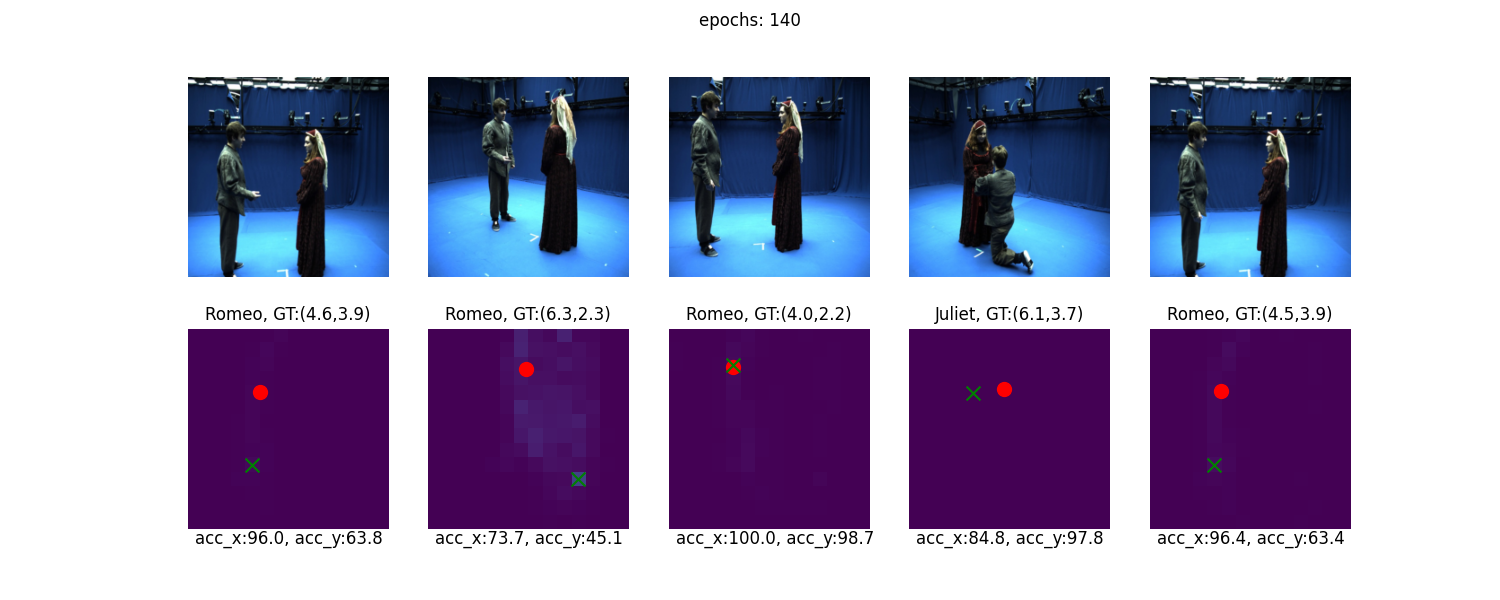 epochs: 140
Romeo, GT:(4.6,3.9)
Romeo, GT:(6.3,2.3)
Romeo, GT:(4.0,2.2)
Juliet, GT:(6.1,3.7)
Romeo, GT:(4.5,3.9)
acc_x:96.0, acc_y:63.8
acc_x:73.7, acc_y:45.1
acc_x:100.0, acc_y:98.7
acc_x:84.8, acc_y:97.8
acc_x:96.4, acc_y:63.4